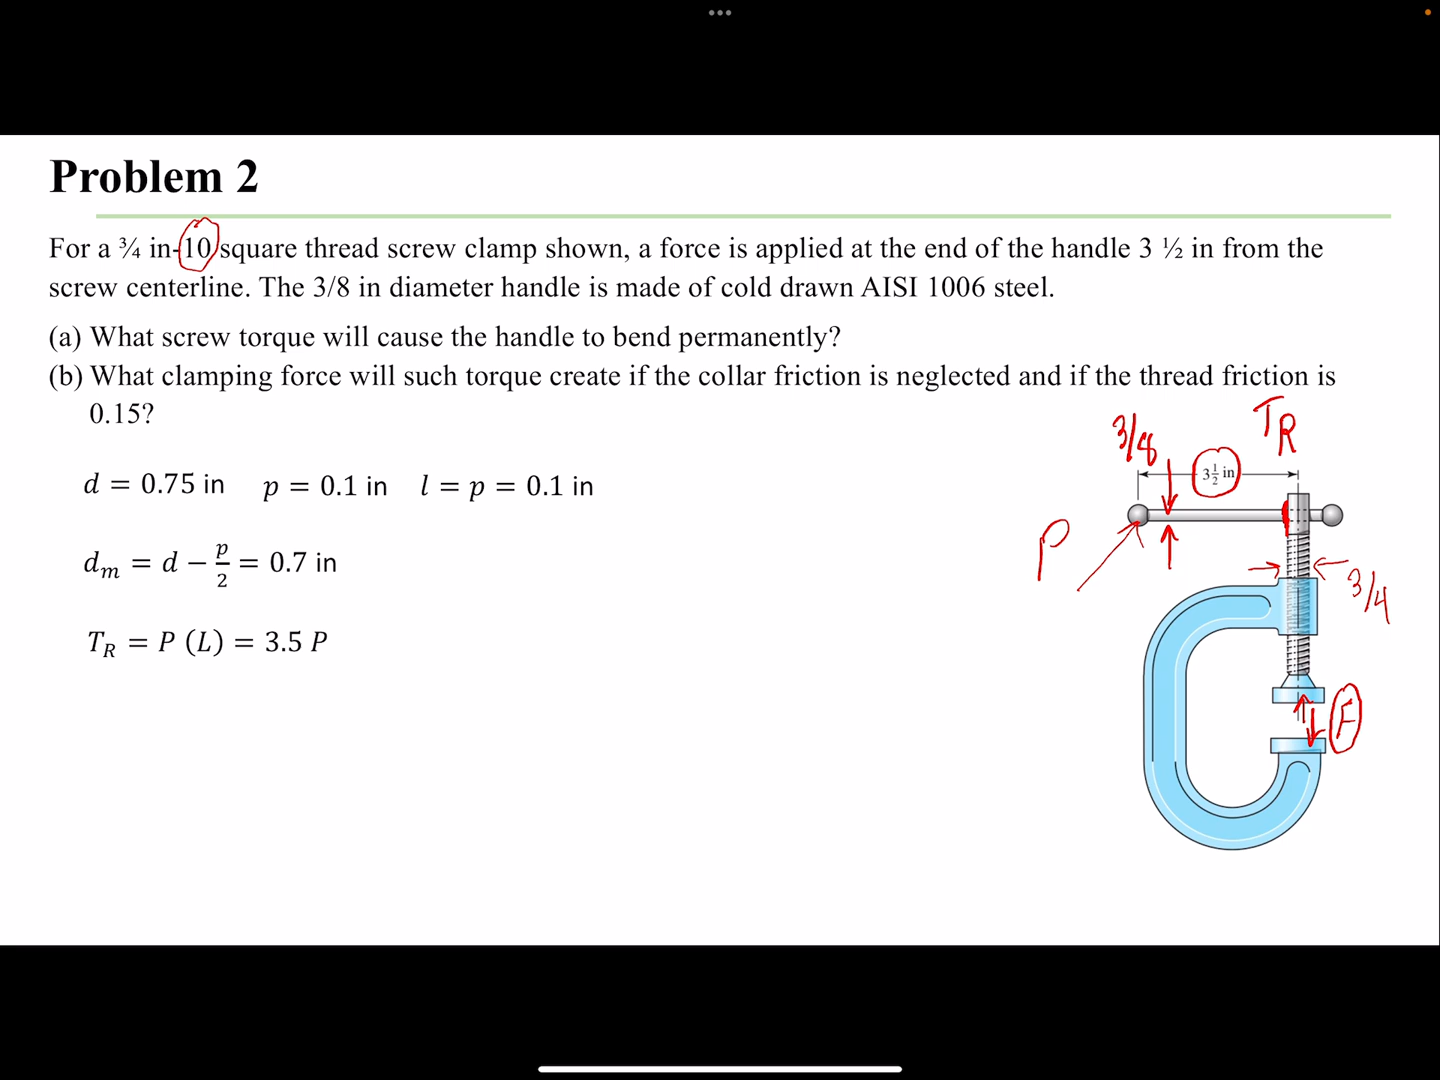 Problem 2
For a ¾ in-10 square thread screw clamp shown, a force is applied at the end of the handle 3 ½ in from the
screw centerline. The 3/8 in diameter handle is made of cold drawn AISI 1006 steel.
(a) What screw torque will cause the handle to bend permanently?
(b) What clamping force will such torque create if the collar friction is neglected and if the thread friction is
0.15?
d = 0.75 in p = 0.1 in l = p = 0.1 in
d_m = d − p/2 = 0.7 in
T_R = P (L) = 3.5 P
3/8
T_R
3 1/2 in
P
3/4
F